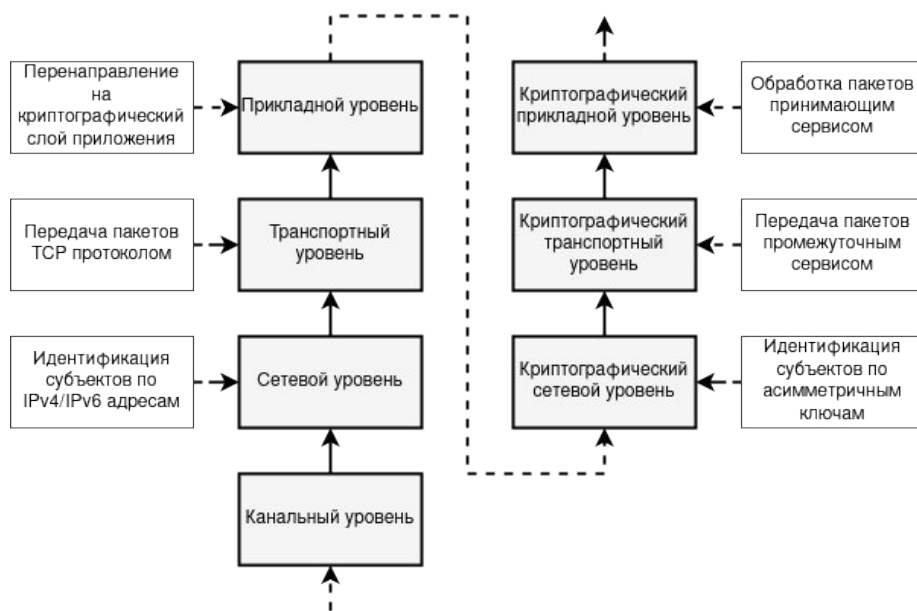 Перенаправление
на
криптографический
слой приложения
Прикладной уровень
Криптографический
прикладной уровень
Обработка пакетов
принимающим
сервисом
Передача пакетов
TCP протоколом
Транспортный
уровень
Криптографический
транспортный
уровень
Передача пакетов
промежуточным
сервисом
Идентификация
субъектов по
IPv4/IPv6 адресам
Сетевой уровень
Криптографический
сетевой уровень
Идентификация
субъектов по
асимметричным
ключам
Канальный уровень